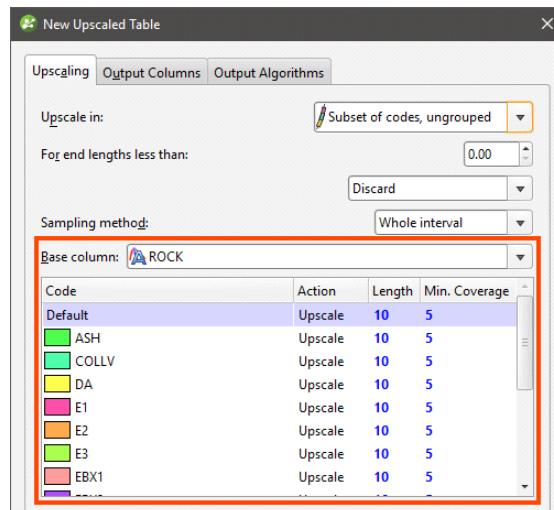 New Upscaled Table
Upscaling Output Columns Output Algorithms
Upscale in: Subset of codes, ungrouped
For end lengths less than: 0.00
Discard
Sampling method: Whole interval
Base column: ROCK
Code Action Length Min. Coverage
Default Upscale 10 5
ASH Upscale 10 5
COLLV Upscale 10 5
DA Upscale 10 5
E1 Upscale 10 5
E2 Upscale 10 5
E3 Upscale 10 5
EBX1 Upscale 10 5